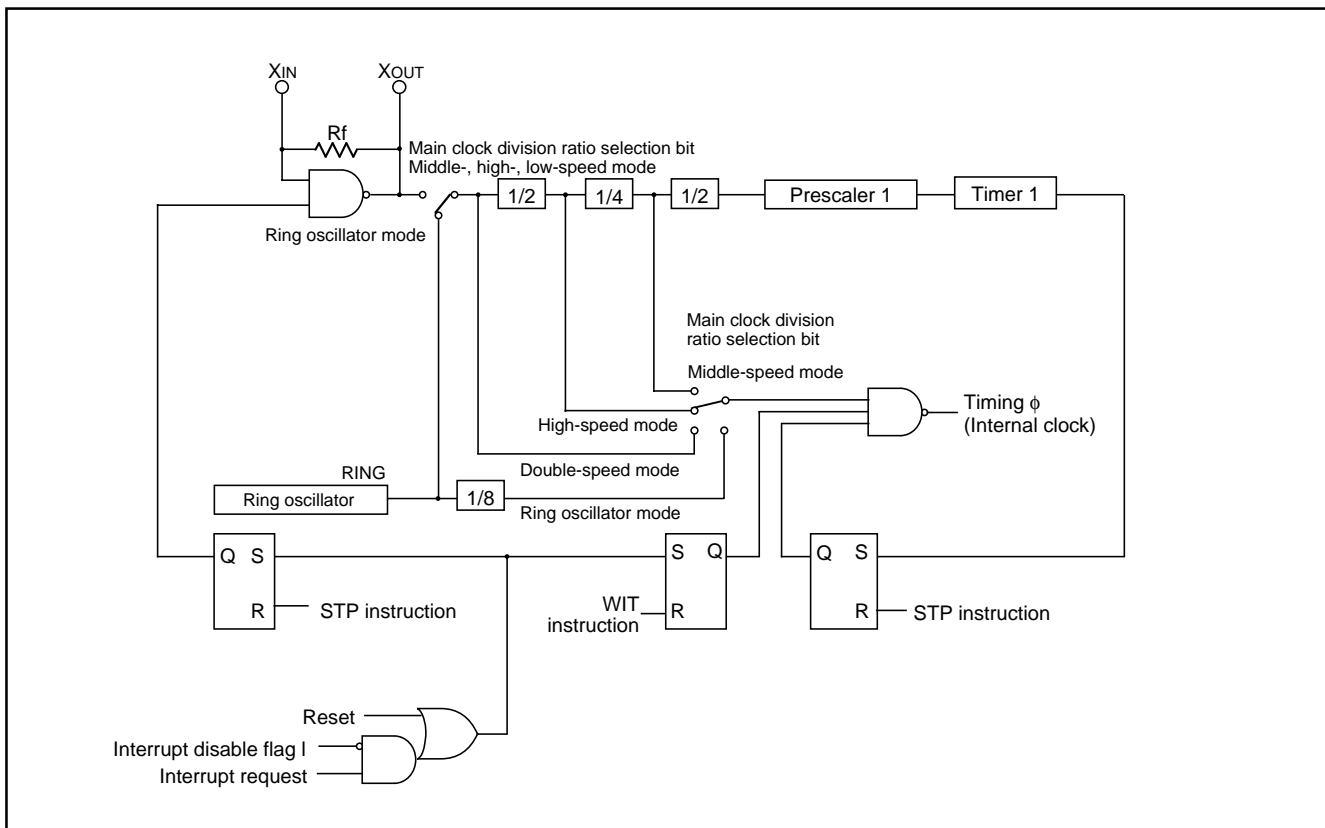 XIN
XOUT
Rf
Main clock division ratio selection bit
Middle-, high-, low-speed mode
1/2
1/4
1/2
Prescaler 1
Timer 1
Ring oscillator mode
Main clock division
ratio selection bit
Middle-speed mode
High-speed mode
Double-speed mode
Timing ϕ
(Internal clock)
RING
Ring oscillator
1/8
Ring oscillator mode
Q S
R
STP instruction
S Q
R
WIT
instruction
Q S
R
STP instruction
Reset
Interrupt disable flag I
Interrupt request